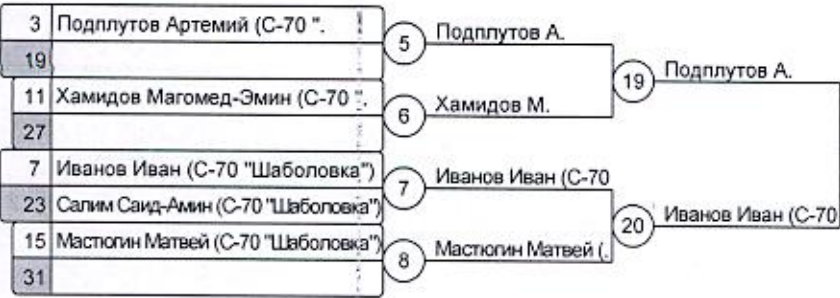 3 Подплутов Артемий (С-70 ".
19
11 Хамидов Магомед-Эмин (С-70 ".
27
7 Иванов Иван (С-70 "Шаболовка")
23 Салим Саид-Амин (С-70 "Шаболовка")
15 Мастюгин Матвей (С-70 "Шаболовка")
31
5 Подплутов А.
6 Хамидов М.
7 Иванов Иван (С-70
8 Мастюгин Матвей (.
19 Подплутов А.
20 Иванов Иван (С-70